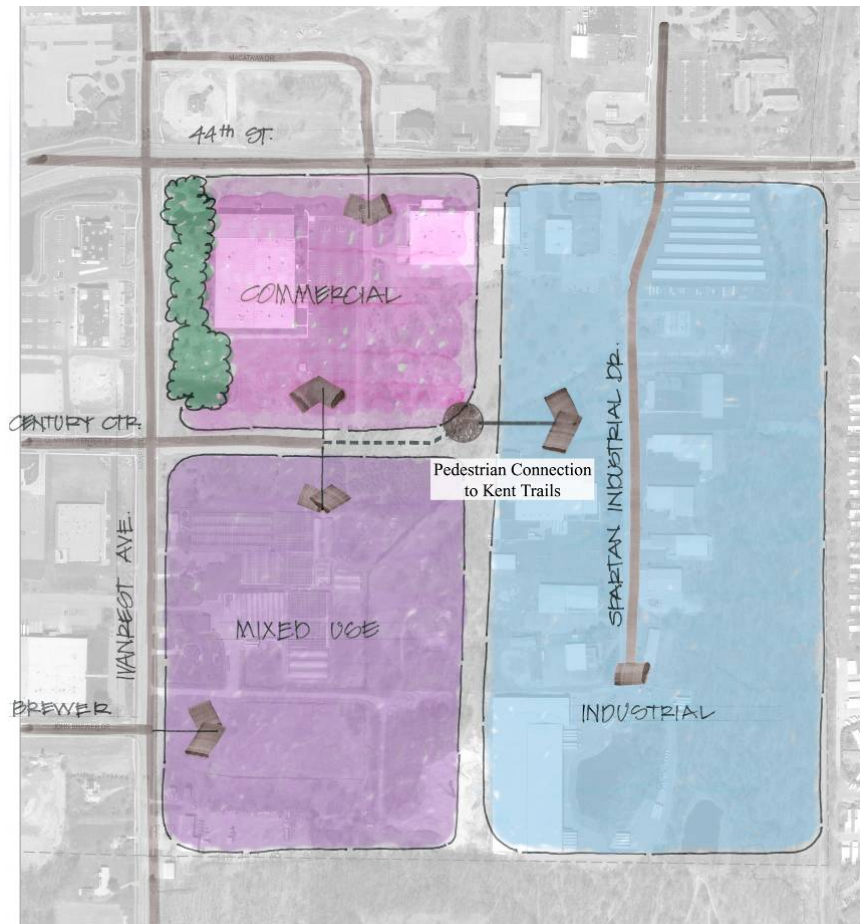 44th ST.
COMMERCIAL
CENTURY CTR.
Pedestrian Connection
to Kent Trails
SPARTAN INDUSTRIAL DR.
IVANREST AVE.
MIXED USE
BREWER
INDUSTRIAL